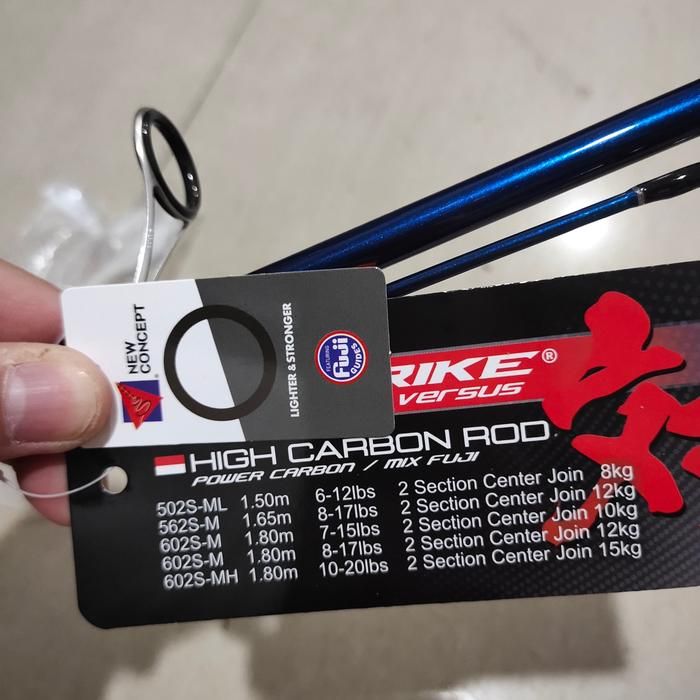 NEW
CONCEPT
LIGHTER & STRONGER
FEATURING
Fuji
GUIDES
RIKE®
versus
HIGH CARBON ROD
POWER CARBON / MIX FUJI
502S-ML 1.50m 6-12lbs 2 Section Center Join 8kg
562S-M 1.65m 8-17lbs 2 Section Center Join 12kg
602S-M 1.80m 7-15lbs 2 Section Center Join 10kg
602S-M 1.80m 8-17lbs 2 Section Center Join 12kg
602S-MH 1.80m 10-20lbs 2 Section Center Join 15kg